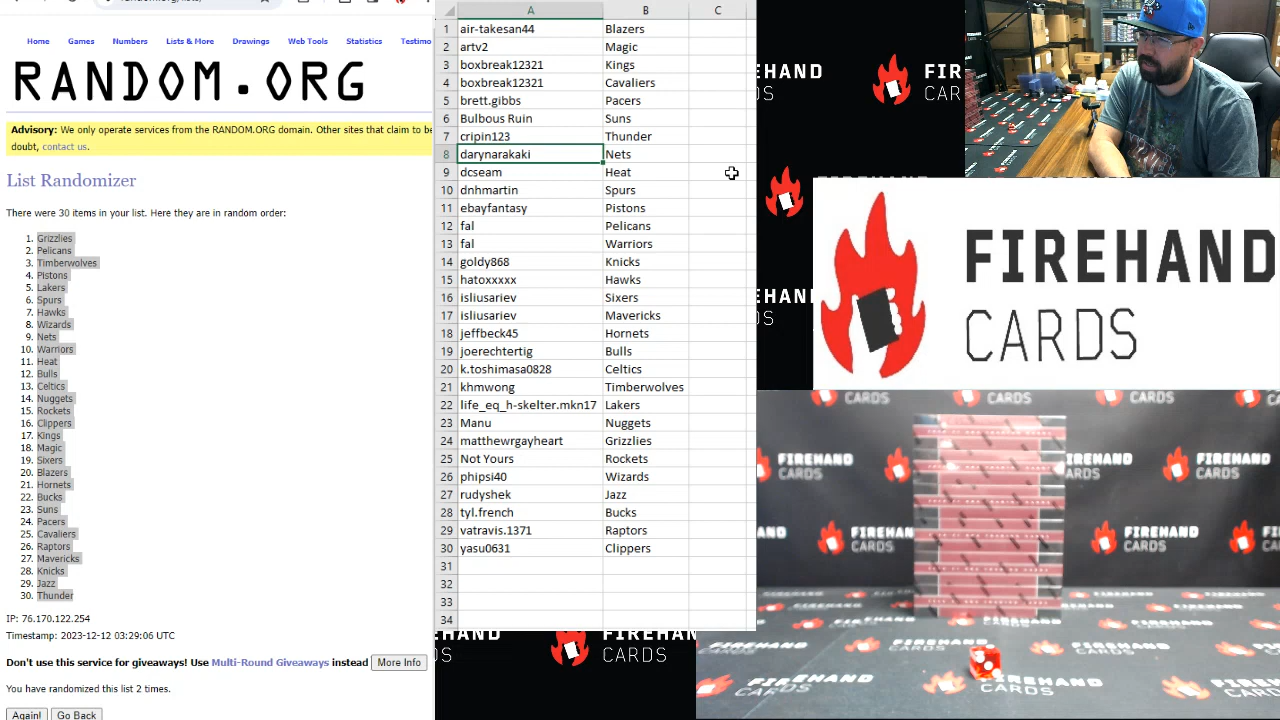 Home Games Numbers Lists & More Drawings Web Tools Statistics Testimo
RANDOM.ORG
Advisory: We only operate services from the RANDOM.ORG domain. Other sites that claim to be
doubt, contact us.
List Randomizer
There were 30 items in your list. Here they are in random order:
1. Grizzlies
2. Pelicans
3. Timberwolves
4. Pistons
5. Lakers
6. Spurs
7. Hawks
8. Wizards
9. Nets
10. Warriors
11. Heat
12. Bulls
13. Celtics
14. Nuggets
15. Rockets
16. Clippers
17. Kings
18. Magic
19. Sixers
20. Blazers
21. Hornets
22. Bucks
23. Suns
24. Pacers
25. Cavaliers
26. Raptors
27. Mavericks
28. Knicks
29. Jazz
30. Thunder
IP: 76.170.122.254
Timestamp: 2023-12-12 03:29:06 UTC
Don't use this service for giveaways! Use Multi-Round Giveaways instead More Info
You have randomized this list 2 times.
Again! Go Back
A B C
1 air-takesan44 Blazers
2 artv2 Magic
3 boxbreak12321 Kings
4 boxbreak12321 Cavaliers
5 brett.gibbs Pacers
6 Bulbous Ruin Suns
7 cripin123 Thunder
8 darynarakaki Nets
9 dcseam Heat
10 dnhmartin Spurs
11 ebayfantasy Pistons
12 fal Pelicans
13 fal Warriors
14 goldy868 Knicks
15 hatoxxxxx Hawks
16 isliusariev Sixers
17 isliusariev Mavericks
18 jeffbeck45 Hornets
19 joerechtertig Bulls
20 k.toshimasa0828 Celtics
21 khmwong Timberwolves
22 life_eq_h-skelter.mkn17 Lakers
23 Manu Nuggets
24 matthewrgayheart Grizzlies
25 Not Yours Rockets
26 phipsi40 Wizards
27 rudyshek Jazz
28 tyl.french Bucks
29 vatravis.1371 Raptors
30 yasu0631 Clippers
31
32
33
34
FIREHAND
CARDS
FIREHAND
CARDS
FIREHAND
CARDS
FIREHAND
CARDS
FIREHAND
CARDS
FIREHAND
CARDS